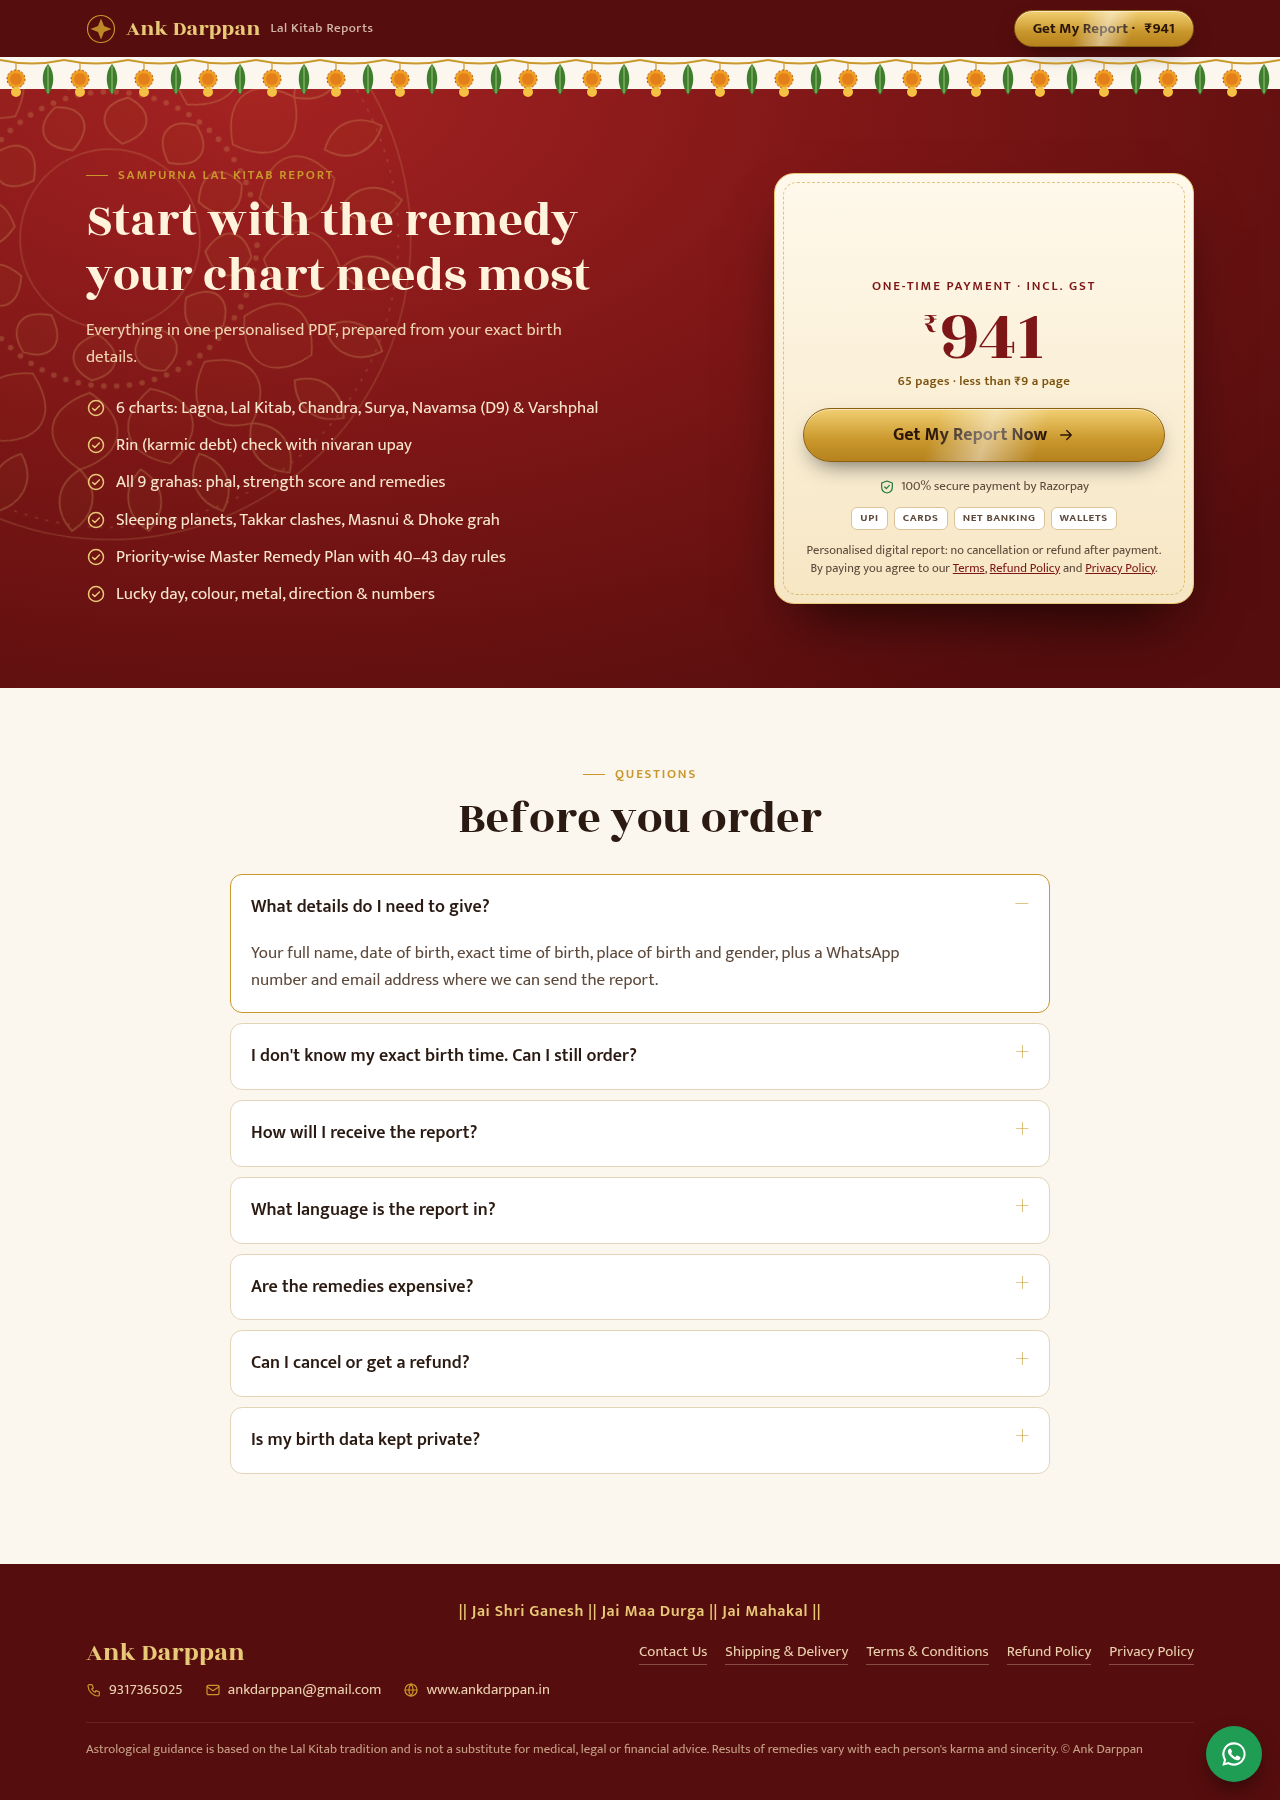 Ank Darppan Lal Kitab Reports
Get My Report · ₹941
SAMPURNA LAL KITAB REPORT
Start with the remedy
your chart needs most
Everything in one personalised PDF, prepared from your exact birth
details.
6 charts: Lagna, Lal Kitab, Chandra, Surya, Navamsa (D9) & Varshphal
Rin (karmic debt) check with nivaran upay
All 9 grahas: phal, strength score and remedies
Sleeping planets, Takkar clashes, Masnui & Dhoke grah
Priority-wise Master Remedy Plan with 40–43 day rules
Lucky day, colour, metal, direction & numbers
ONE-TIME PAYMENT · INCL. GST
₹941
65 pages · less than ₹9 a page
Get My Report Now →
100% secure payment by Razorpay
UPI CARDS NET BANKING WALLETS
Personalised digital report: no cancellation or refund after payment.
By paying you agree to our Terms, Refund Policy and Privacy Policy.
QUESTIONS
Before you order
What details do I need to give?
Your full name, date of birth, exact time of birth, place of birth and gender, plus a WhatsApp
number and email address where we can send the report.
I don't know my exact birth time. Can I still order?
How will I receive the report?
What language is the report in?
Are the remedies expensive?
Can I cancel or get a refund?
Is my birth data kept private?
|| Jai Shri Ganesh || Jai Maa Durga || Jai Mahakal ||
Ank Darppan
Contact Us Shipping & Delivery Terms & Conditions Refund Policy Privacy Policy
9317365025 ankdarppan@gmail.com www.ankdarppan.in
Astrological guidance is based on the Lal Kitab tradition and is not a substitute for medical, legal or financial advice. Results of remedies vary with each person's karma and sincerity. © Ank Darppan